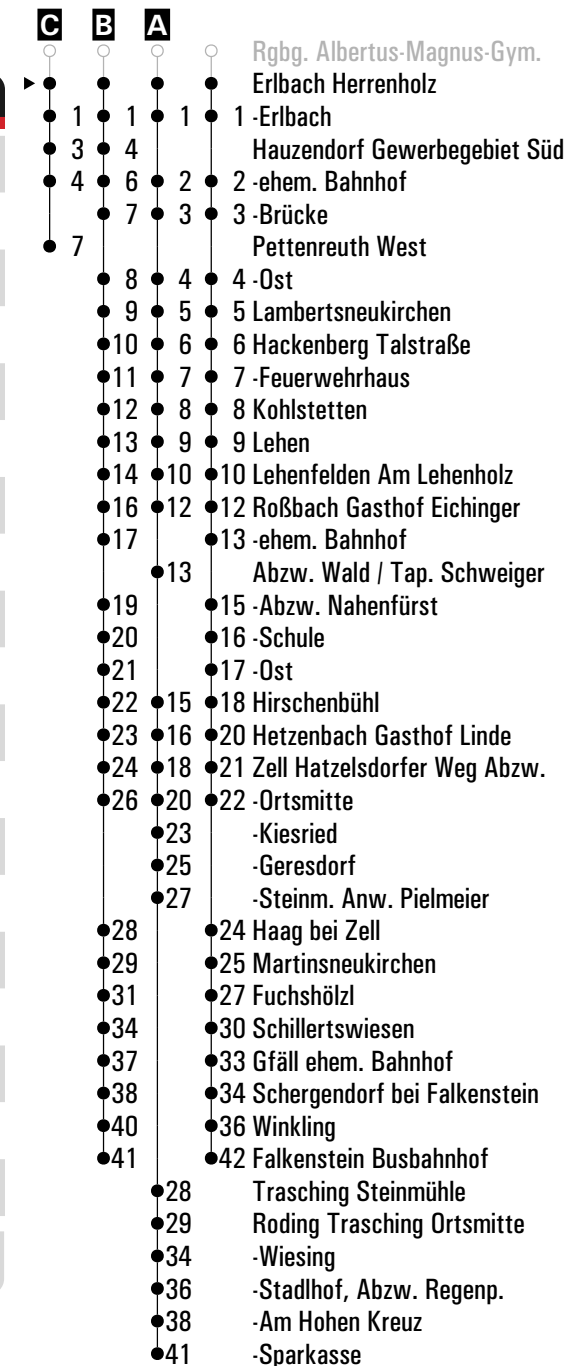 C B A
Rgbg. Albertus-Magnus-Gym.
Erlbach Herrenholz
1 1 1 1 -Erlbach
3 4 Hauzendorf Gewerbegebiet Süd
4 6 2 2 -ehem. Bahnhof
7 3 3 -Brücke
7 Pettenreuth West
8 4 4 -Ost
9 5 5 Lambertsneukirchen
10 6 6 Hackenberg Talstraße
11 7 7 -Feuerwehrhaus
12 8 8 Kohlstetten
13 9 9 Lehen
14 10 10 Lehenfelden Am Lehenholz
16 12 12 Roßbach Gasthof Eichinger
17 13 -ehem. Bahnhof
13 Abzw. Wald / Tap. Schweiger
19 15 -Abzw. Nahenfürst
20 16 -Schule
21 17 -Ost
22 15 18 Hirschenbühl
23 16 20 Hetzenbach Gasthof Linde
24 18 21 Zell Hatzelsdorfer Weg Abzw.
26 20 22 -Ortsmitte
23 -Kiesried
25 -Geresdorf
27 -Steinm. Anw. Pielmeier
28 24 Haag bei Zell
29 25 Martinsneukirchen
31 27 Fuchshölzl
34 30 Schillertswiesen
37 33 Gfäll ehem. Bahnhof
38 34 Schergendorf bei Falkenstein
40 36 Winkling
41 42 Falkenstein Busbahnhof
28 Trasching Steinmühle
29 Roding Trasching Ortsmitte
34 -Wiesing
36 -Stadlhof, Abzw. Regenp.
38 -Am Hohen Kreuz
41 -Sparkasse